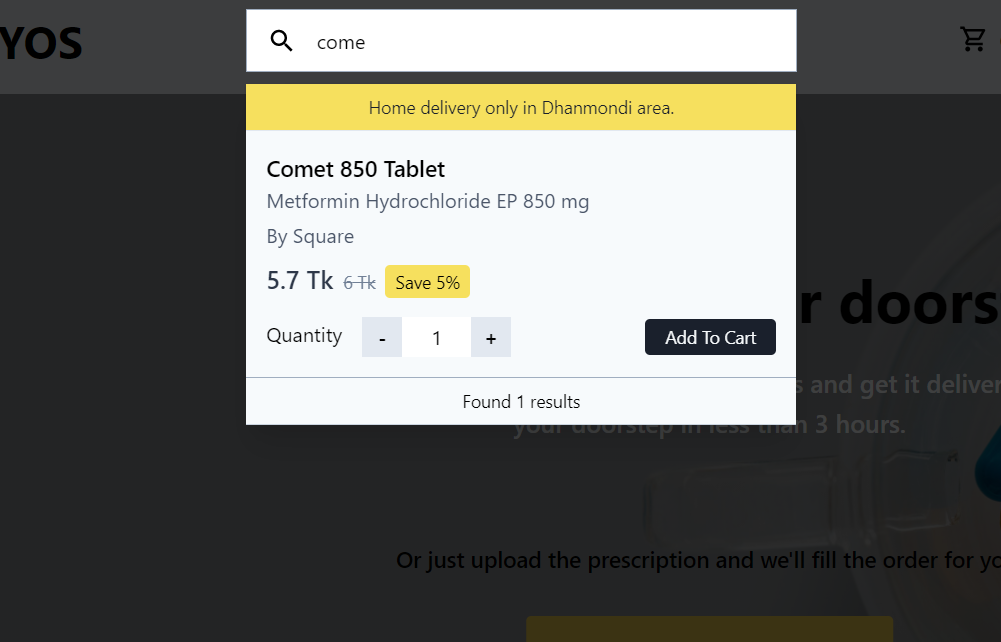 YOS
come
Home delivery only in Dhanmondi area.
Comet 850 Tablet
Metformin Hydrochloride EP 850 mg
By Square
5.7 Tk 6 Tk Save 5%
Quantity - 1 + Add To Cart
Found 1 results
r doors
s and get it deliver
your doorstep in less than 3 hours.
Or just upload the prescription and we'll fill the order for yo